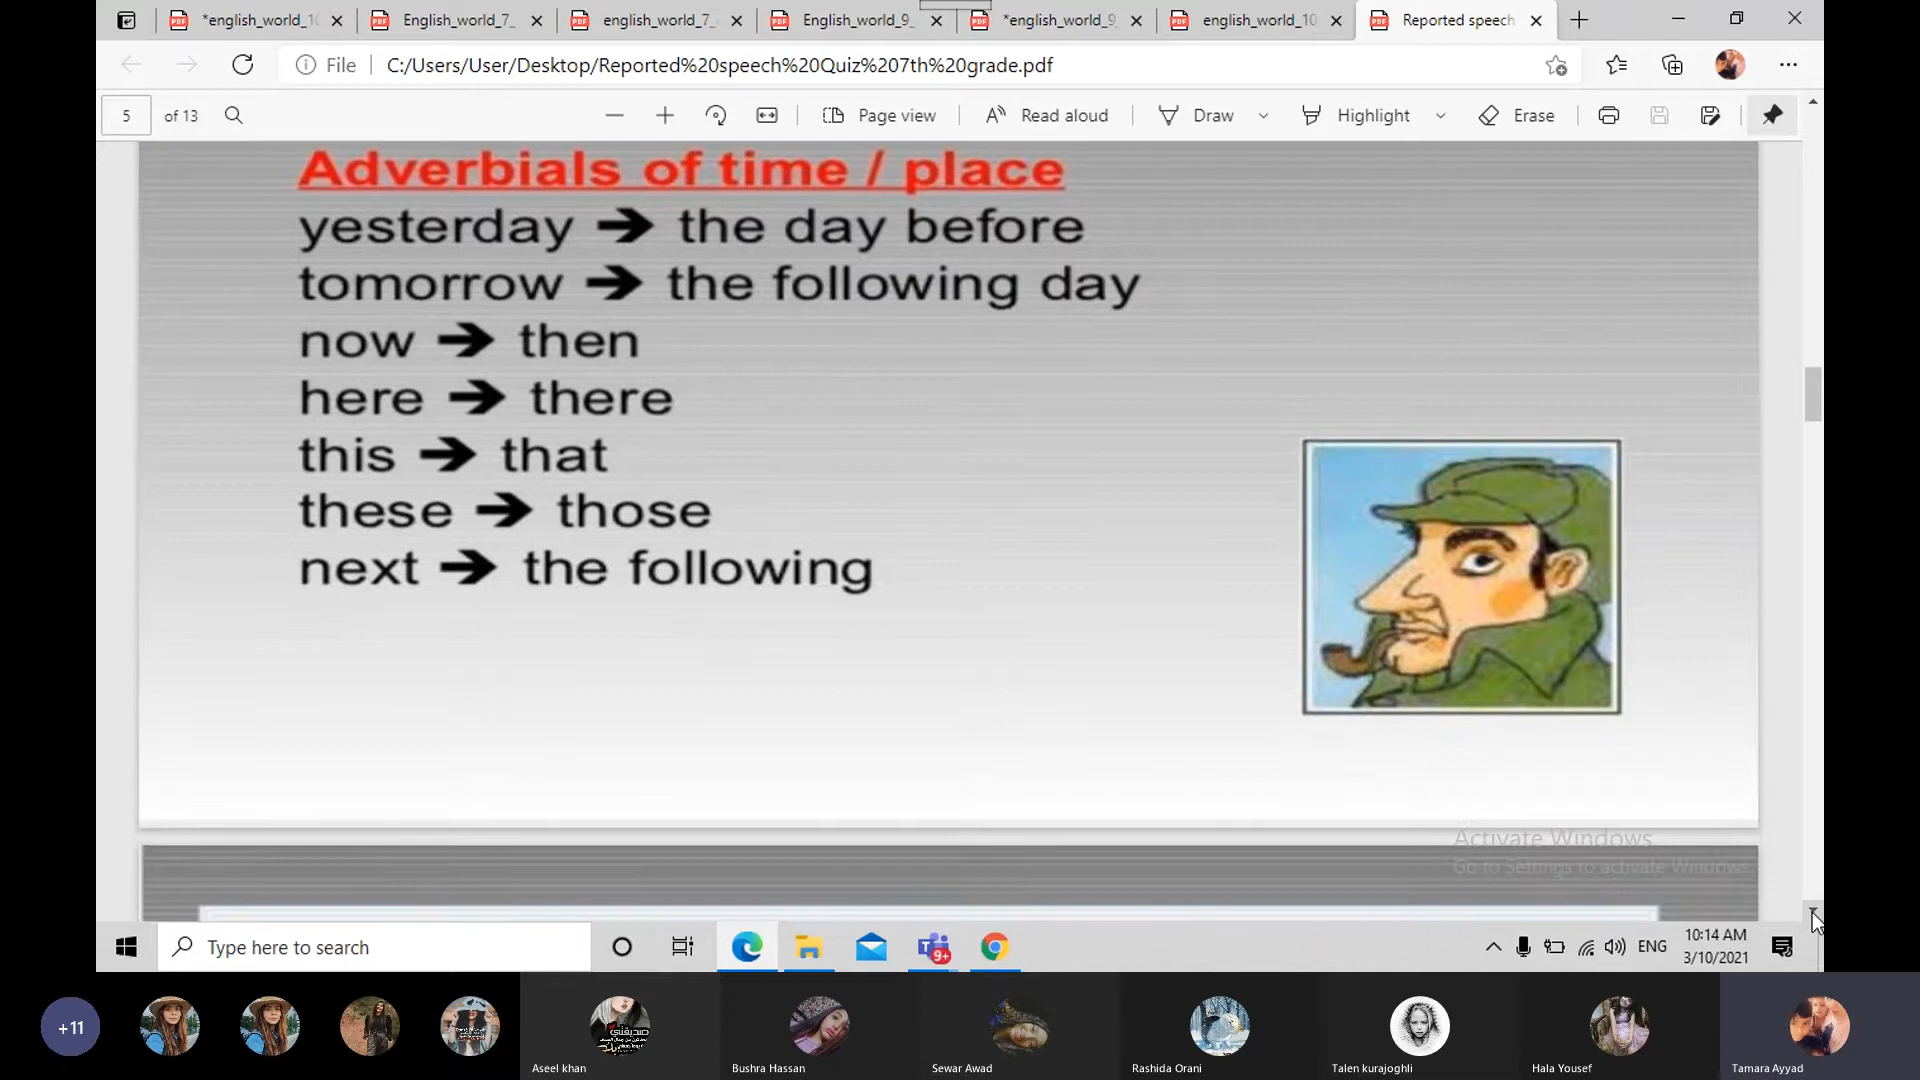 *english_world_10
English_world_7_
english_world_7_
English_world_9_
*english_world_9_
english_world_10
Reported speech
File
C:/Users/User/Desktop/Reported%20speech%20Quiz%207th%20grade.pdf
5 of 13
Page view
Read aloud
Draw
Highlight
Erase
Adverbials of time / place
yesterday ➔ the day before
tomorrow ➔ the following day
now ➔ then
here ➔ there
this ➔ that
these ➔ those
next ➔ the following
Activate Windows
Go to Settings to activate Windows.
Type here to search
9+
ENG
10:14 AM
3/10/2021
+11
صديقتي
Aseel khan
Bushra Hassan
Sewar Awad
Rashida Orani
Talen kurajoghli
Hala Yousef
Tamara Ayyad